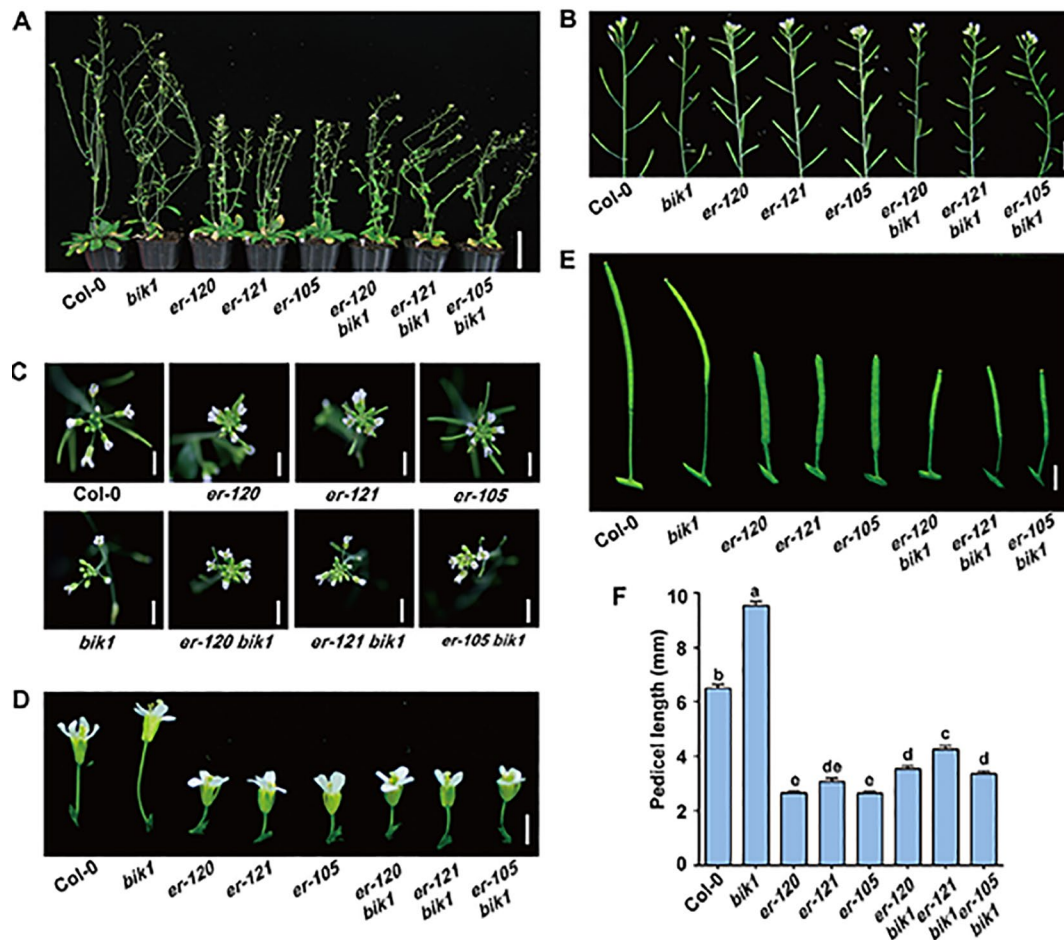 A
Col-0 bik1 er-120 er-121 er-105 er-120 bik1 er-121 bik1 er-105 bik1
B
Col-0 bik1 er-120 er-121 er-105 er-120 bik1 er-121 bik1 er-105 bik1
C
Col-0 er-120 er-121 er-105
bik1 er-120 bik1 er-121 bik1 er-105 bik1
D
Col-0 bik1 er-120 er-121 er-105 er-120 bik1 er-121 bik1 er-105 bik1
E
Col-0 bik1 er-120 er-121 er-105 er-120 bik1 er-121 bik1 er-105 bik1
F
Pedicel length (mm)
10
8
6
4
2
0
b a e de e d c d
Col-0 bik1 er-120 er-121 er-105 er-120 bik1 er-121 bik1 er-105 bik1